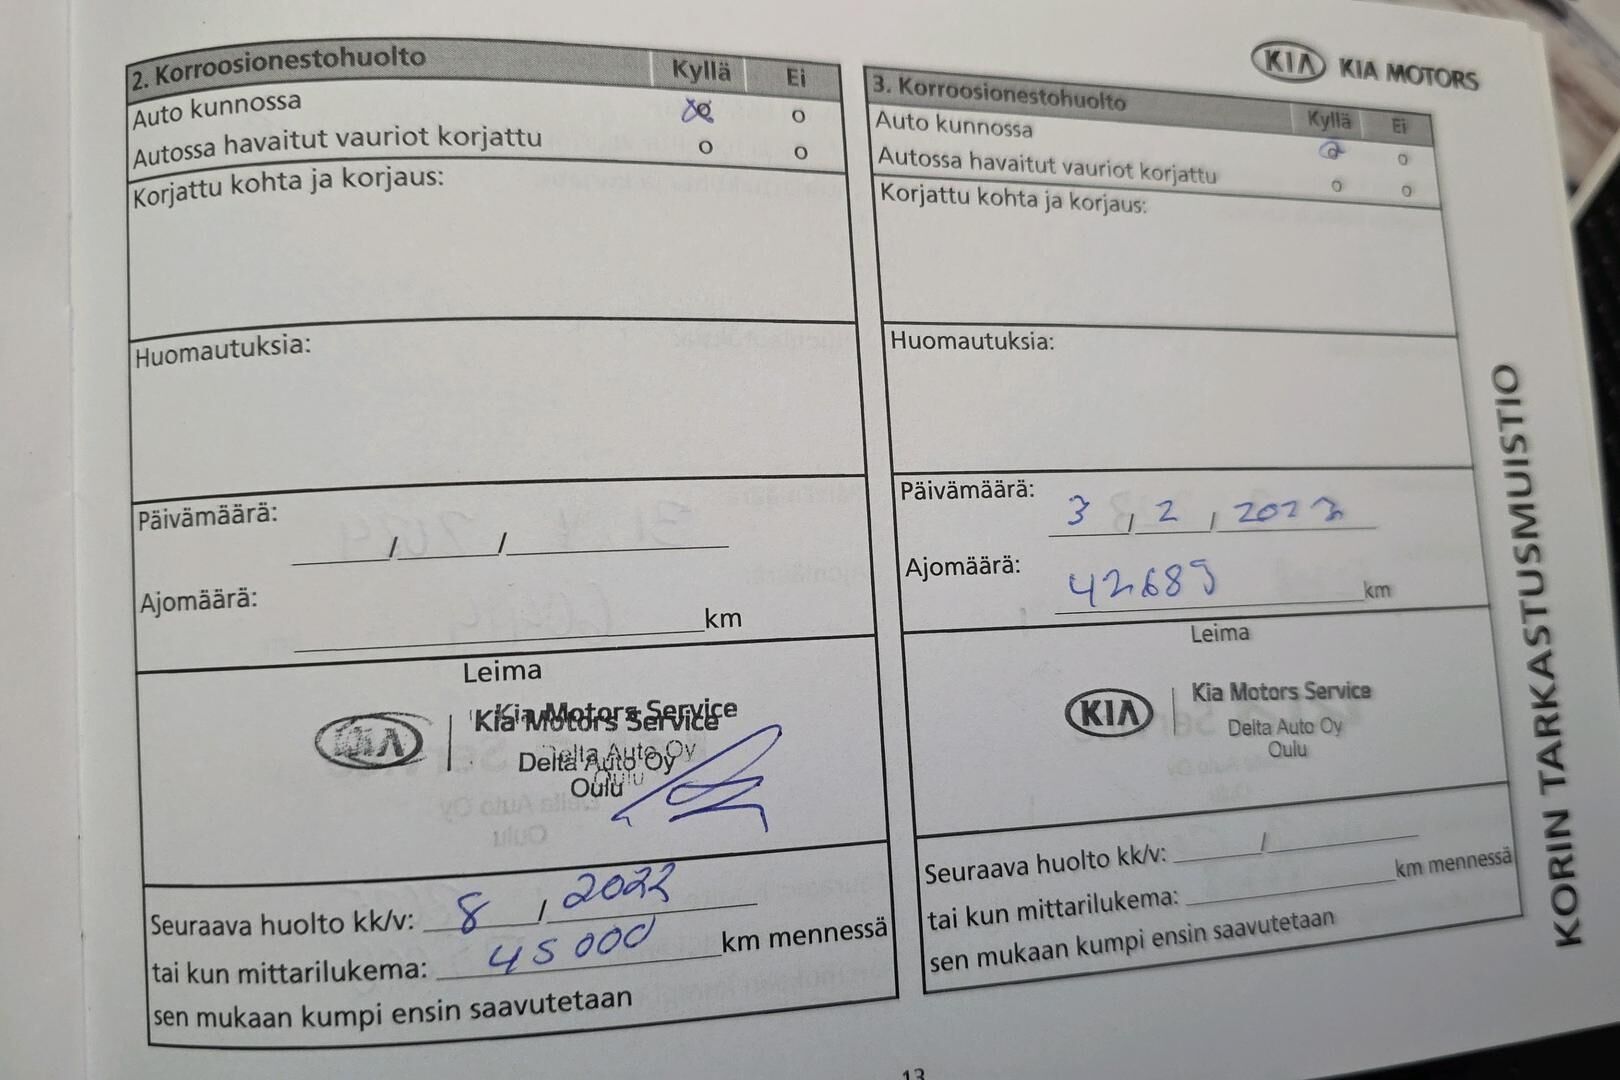 KIA KIA MOTORS
2. Korroosionestohuolto Kyllä Ei
Auto kunnossa o o
Autossa havaitut vauriot korjattu o o
Korjattu kohta ja korjaus:
Huomautuksia:
Päivämäärä: / /
Ajomäärä: km
Leima
KIA Kia Motors Service
Delta Auto Oy
Oulu
Seuraava huolto kk/v: 8 / 2022
tai kun mittarilukema: 45 000 km mennessä
sen mukaan kumpi ensin saavutetaan
3. Korroosionestohuolto Kyllä Ei
Auto kunnossa o o
Autossa havaitut vauriot korjattu o o
Korjattu kohta ja korjaus:
Huomautuksia:
Päivämäärä: 3 / 2 / 2023
Ajomäärä: 42689 km
Leima
KIA Kia Motors Service
Delta Auto Oy
Oulu
Seuraava huolto kk/v: /
tai kun mittarilukema: km mennessä
sen mukaan kumpi ensin saavutetaan
KORIN TARKASTUSMUISTIO
13